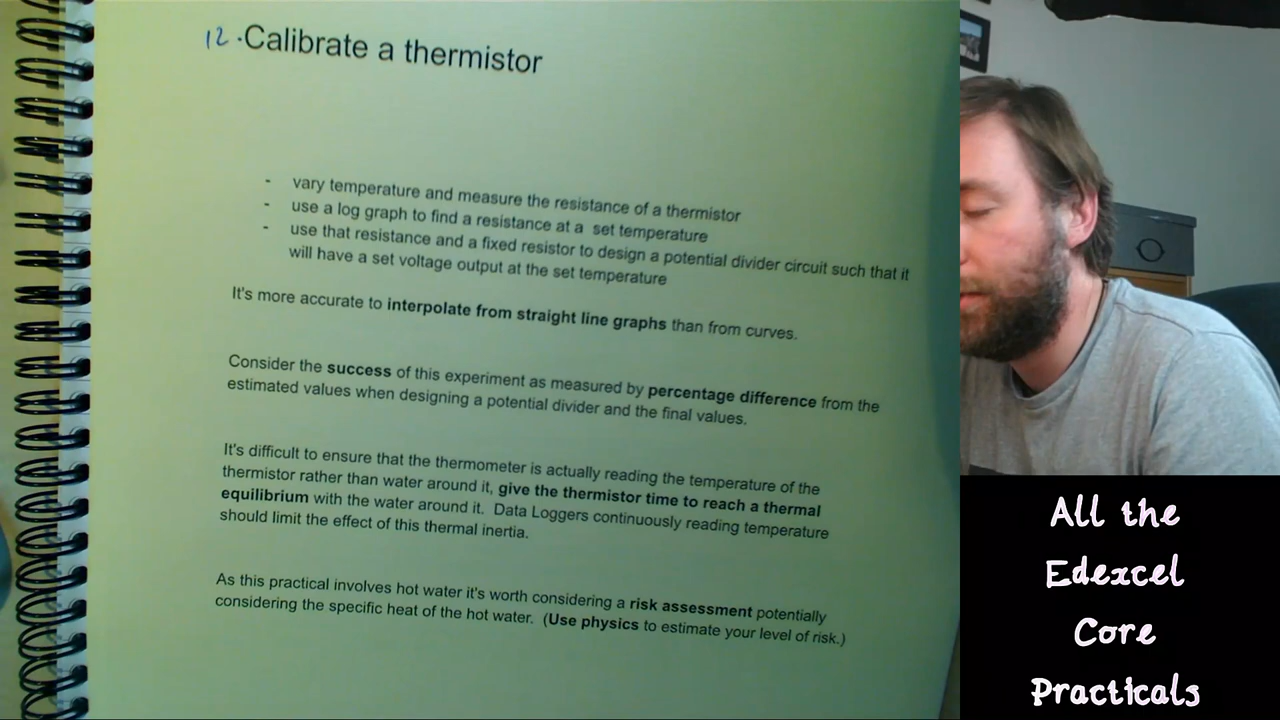 12. Calibrate a thermistor
- vary temperature and measure the resistance of a thermistor
- use a log graph to find a resistance at a set temperature
- use that resistance and a fixed resistor to design a potential divider circuit such that it
will have a set voltage output at the set temperature
It's more accurate to interpolate from straight line graphs than from curves.
Consider the success of this experiment as measured by percentage difference from the
estimated values when designing a potential divider and the final values.
It's difficult to ensure that the thermometer is actually reading the temperature of the
thermistor rather than water around it, give the thermistor time to reach a thermal
equilibrium with the water around it. Data Loggers continuously reading temperature
should limit the effect of this thermal inertia.
As this practical involves hot water it's worth considering a risk assessment potentially
considering the specific heat of the hot water. (Use physics to estimate your level of risk.)
All the
Edexcel
Core
Practicals